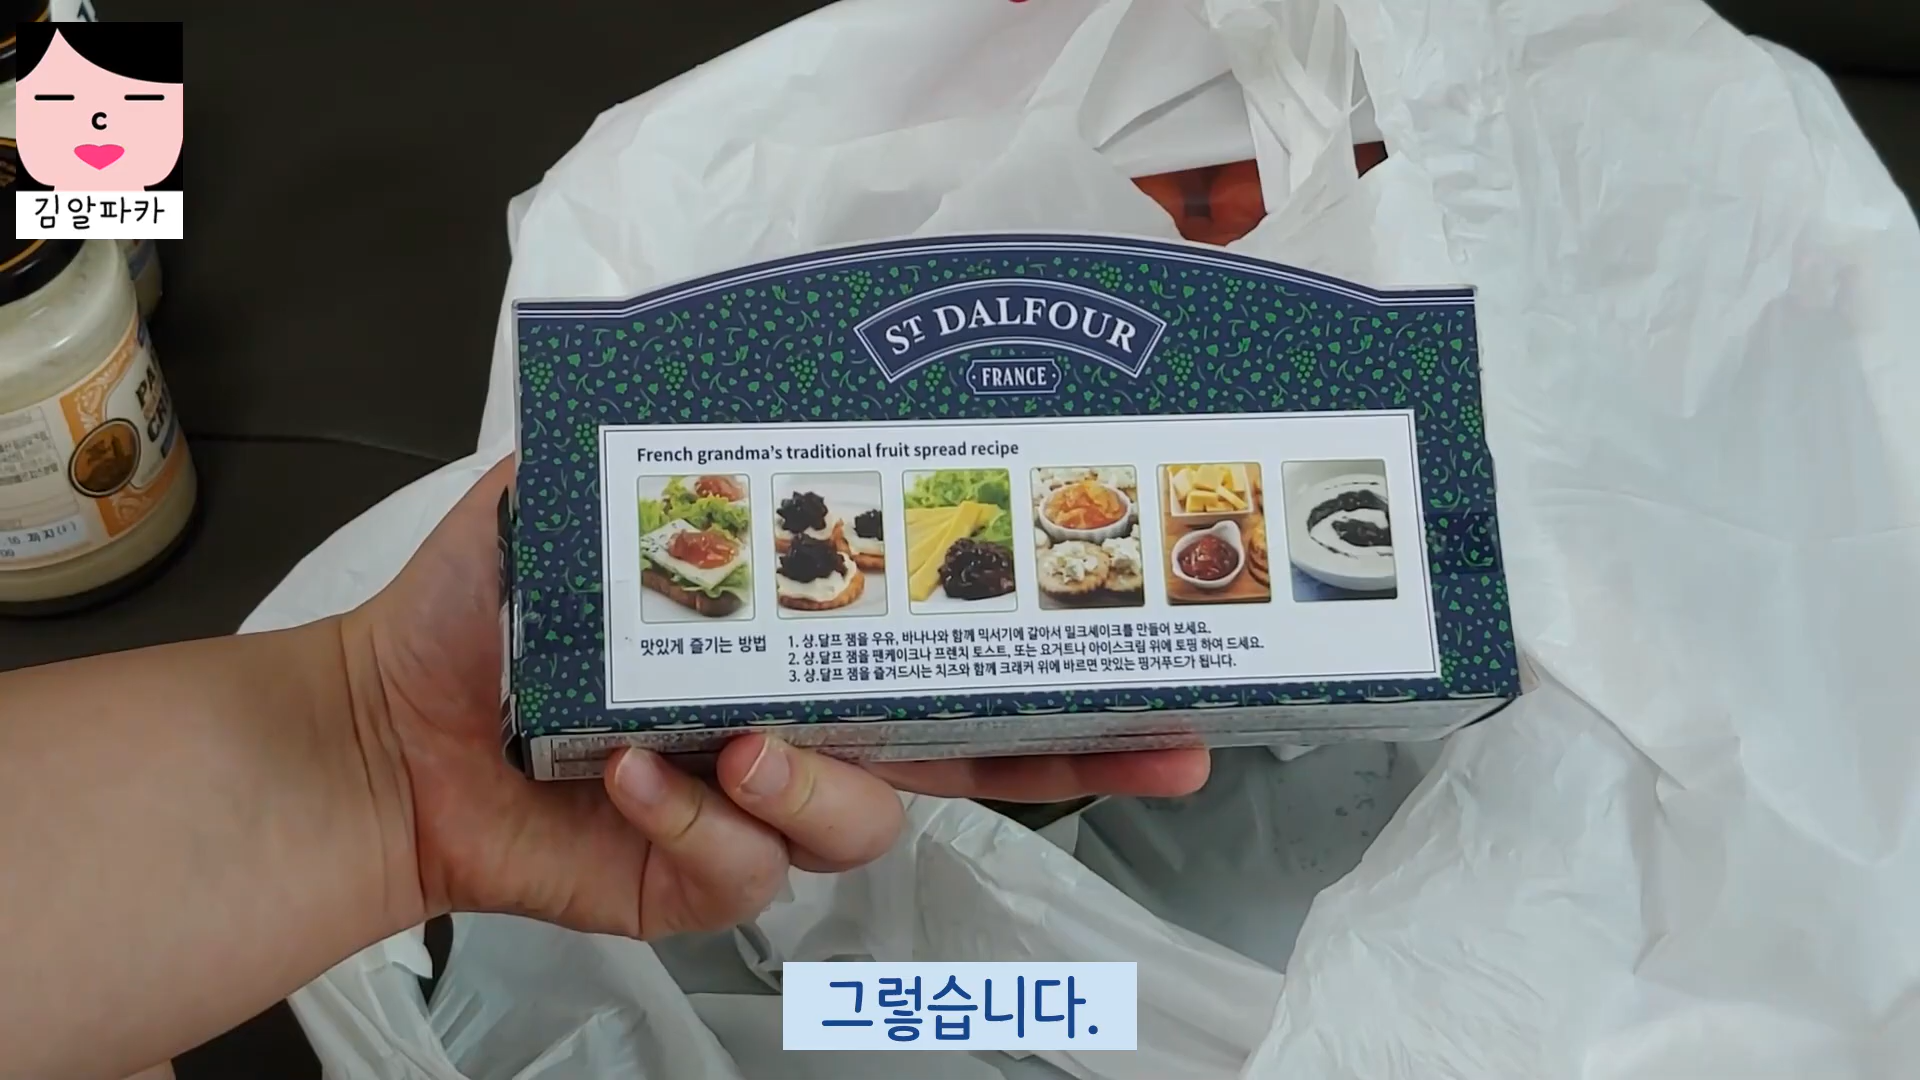 김알파카
ST DALFOUR
FRANCE
French grandma's traditional fruit spread recipe
맛있게 즐기는 방법
1. 샹.달프 잼을 우유, 바나나와 함께 믹서기에 갈아서 밀크셰이크를 만들어 보세요.
2. 샹.달프 잼을 팬케이크나 프렌치 토스트, 또는 요거트나 아이스크림 위에 토핑 하여 드세요.
3. 샹.달프 잼을 즐겨드시는 치즈와 함께 크래커 위에 바르면 맛있는 핑거푸드가 됩니다.
그렇습니다.